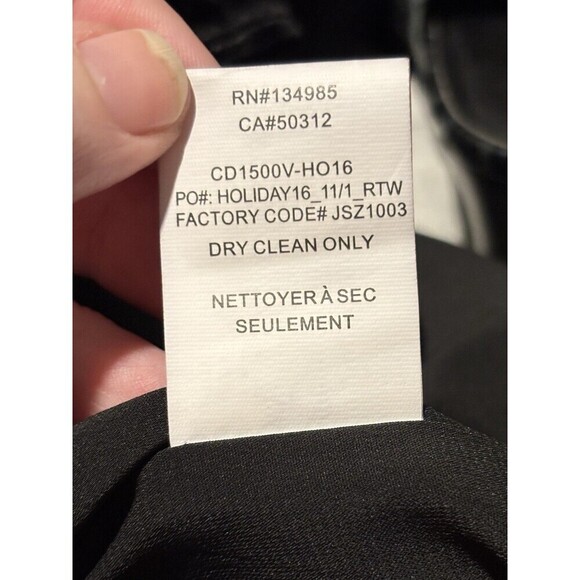 RN#134985
CA#50312
CD1500V-HO16
PO#: HOLIDAY16_11/1_RTW
FACTORY CODE# JSZ1003
DRY CLEAN ONLY
NETTOYER À SEC
SEULEMENT